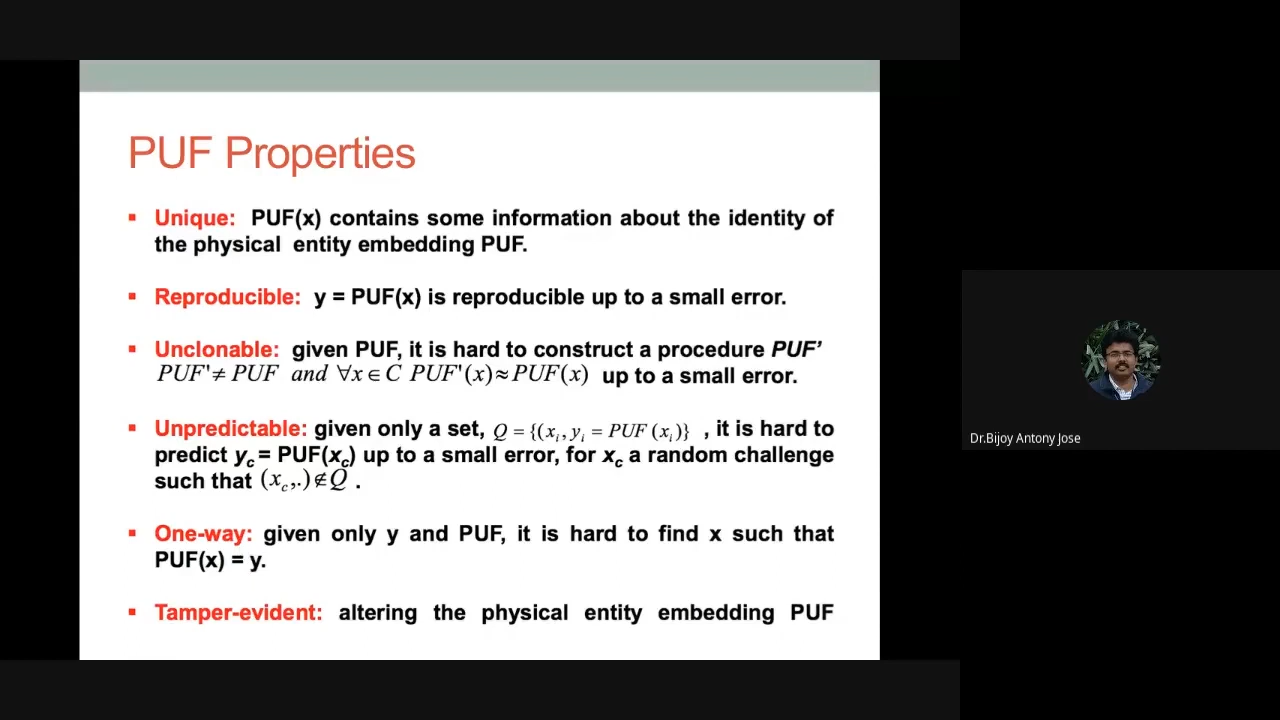 PUF Properties
▪ Unique: PUF(x) contains some information about the identity of
the physical entity embedding PUF.
▪ Reproducible: y = PUF(x) is reproducible up to a small error.
▪ Unclonable: given PUF, it is hard to construct a procedure PUF’
PUF'≠ PUF and ∀x∈C PUF'(x)≈PUF(x) up to a small error.
▪ Unpredictable: given only a set, Q = {(xᵢ, yᵢ = PUF (xᵢ)} , it is hard to
predict y_c = PUF(x_c) up to a small error, for x_c a random challenge
such that (x_c,.)∉Q .
▪ One-way: given only y and PUF, it is hard to find x such that
PUF(x) = y.
▪ Tamper-evident: altering the physical entity embedding PUF
Dr.Bijoy Antony Jose